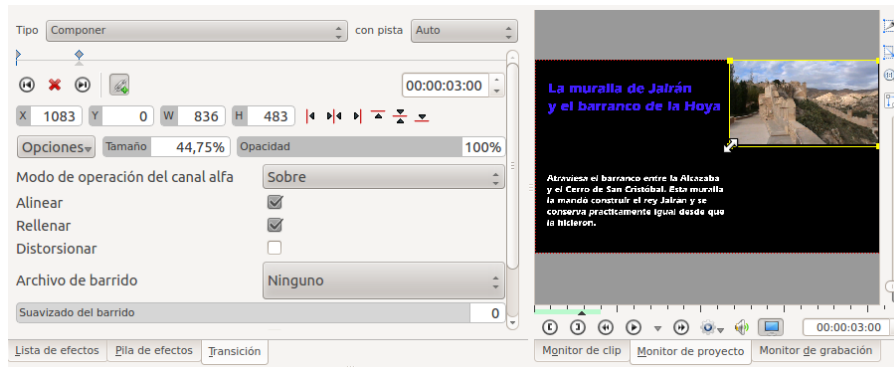 Tipo Componer con pista Auto
00:00:03:00
X 1083 Y 0 W 836 H 483
Opciones Tamaño 44,75% Opacidad 100%
Modo de operación del canal alfa Sobre
Alinear
Rellenar
Distorsionar
Archivo de barrido Ninguno
Suavizado del barrido 0
Lista de efectos Pila de efectos Transición
La muralla de Jairán
y el barranco de la Hoya
Atraviesa el barranco entre la Alcazaba
y el Cerro de San Cristóbal. Esta muralla
la mandó construir el rey Jairán y se
conserva practicamente igual desde que
la hicieron.
00:00:03:00
Monitor de clip Monitor de proyecto Monitor de grabación